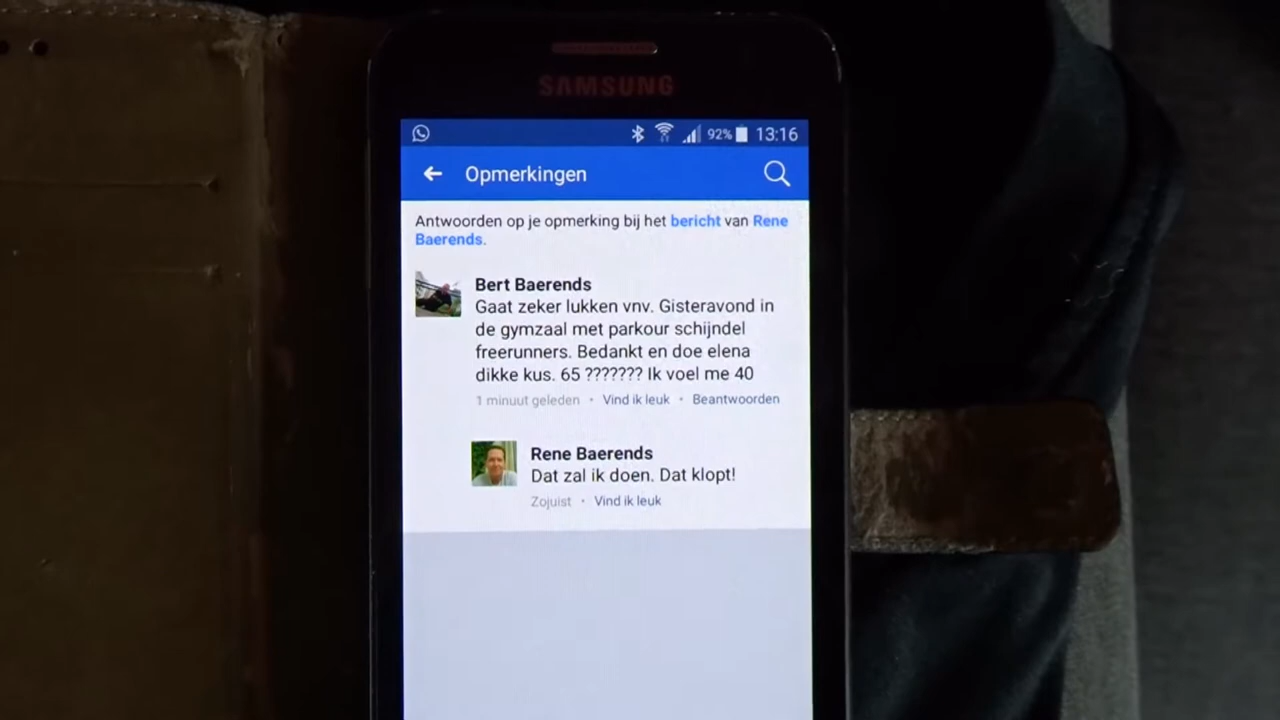 SAMSUNG
92% 13:16
Opmerkingen
Antwoorden op je opmerking bij het bericht van Rene
Baerends.
Bert Baerends
Gaat zeker lukken vnv. Gisteravond in
de gymzaal met parkour schijndel
freerunners. Bedankt en doe elena
dikke kus. 65 ??????? Ik voel me 40
1 minuut geleden • Vind ik leuk • Beantwoorden
Rene Baerends
Dat zal ik doen. Dat klopt!
Zojuist • Vind ik leuk